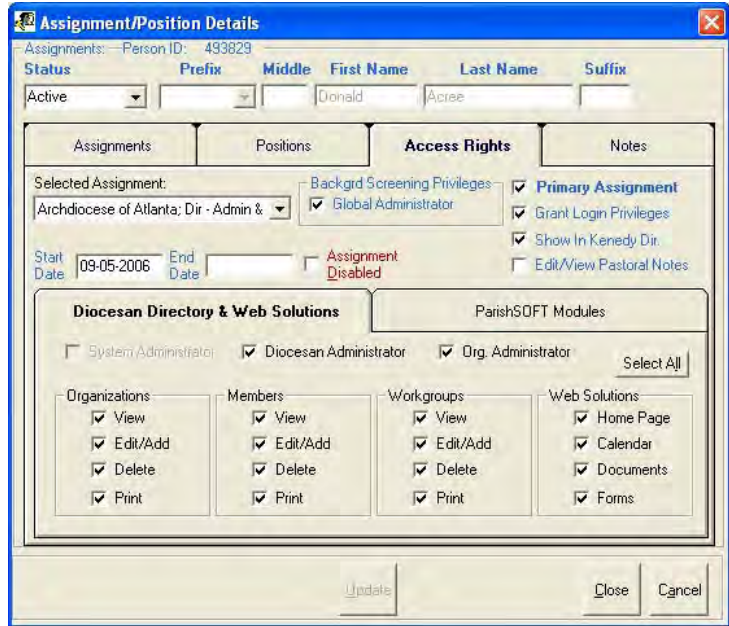 Assignment/Position Details
Assignments: Person ID: 493829
Status Prefix Middle First Name Last Name Suffix
Active Donald Acree
Assignments Positions Access Rights Notes
Selected Assignment: Backgrd Screening Privileges Primary Assignment
Archdiocese of Atlanta; Dir - Admin & Global Administrator Grant Login Privileges
Show In Kenedy Dir.
Start Date 09-05-2006 End Date Assignment Disabled Edit/View Pastoral Notes
Diocesan Directory & Web Solutions ParishSOFT Modules
System Administrator Diocesan Administrator Org. Administrator Select All
Organizations Members Workgroups Web Solutions
View View View Home Page
Edit/Add Edit/Add Edit/Add Calendar
Delete Delete Delete Documents
Print Print Print Forms
Update Close Cancel